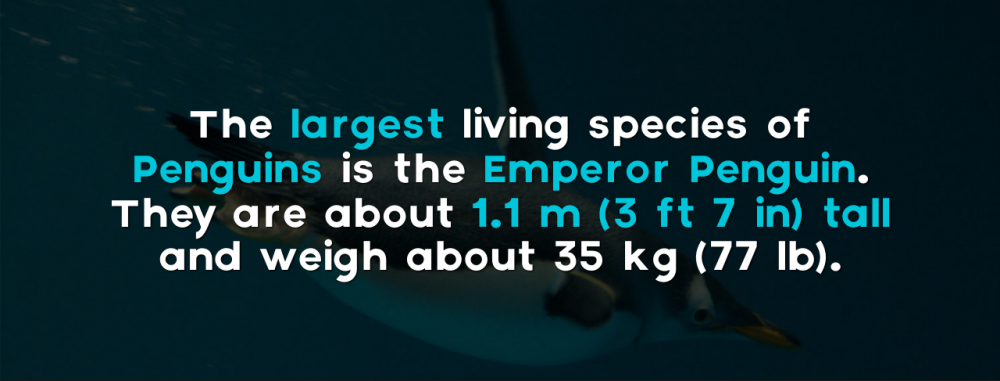 The largest living species of
Penguins is the Emperor Penguin.
They are about 1.1 m (3 ft 7 in) tall
and weigh about 35 kg (77 lb).